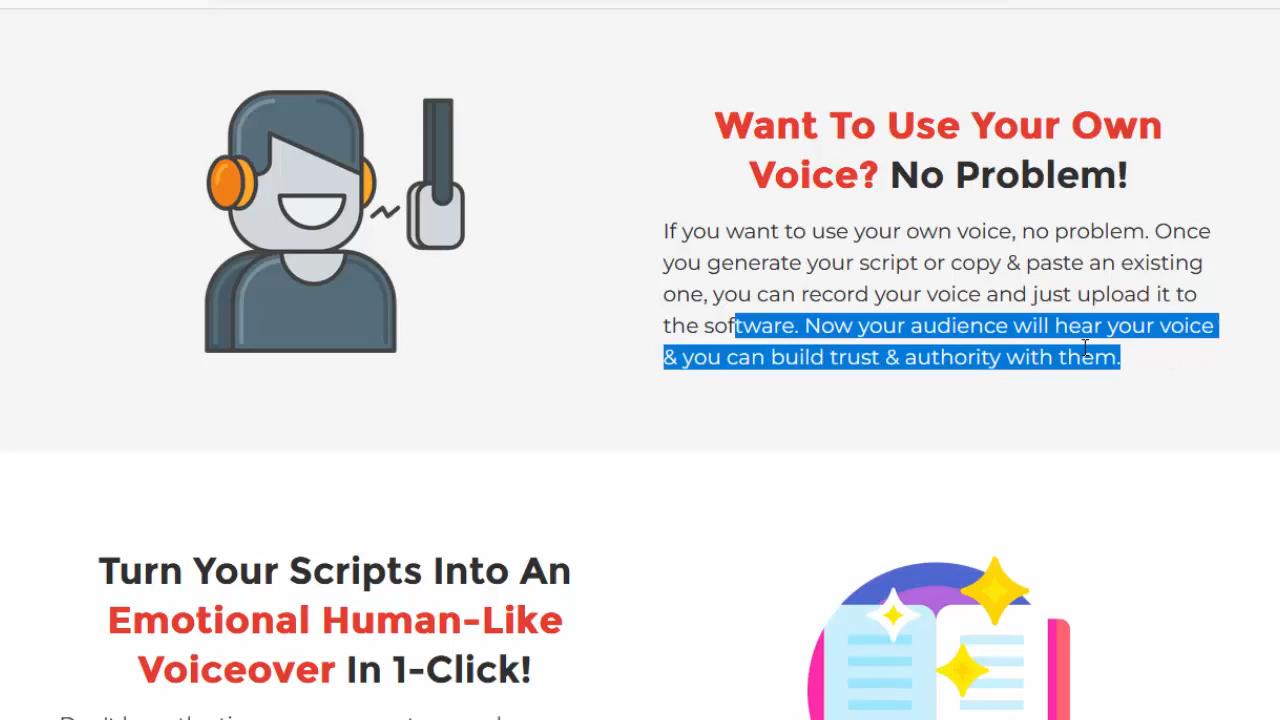 Want To Use Your Own
Voice? No Problem!
If you want to use your own voice, no problem. Once
you generate your script or copy & paste an existing
one, you can record your voice and just upload it to
the software. Now your audience will hear your voice
& you can build trust & authority with them.
Turn Your Scripts Into An
Emotional Human-Like
Voiceover In 1-Click!